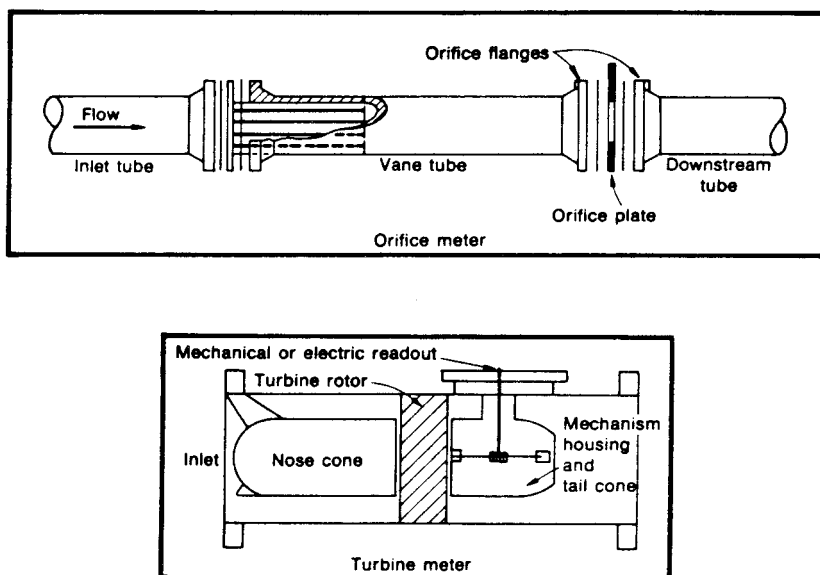 Orifice flanges
Flow
Inlet tube
Vane tube
Downstream
tube
Orifice plate
Orifice meter
Mechanical or electric readout
Turbine rotor
Inlet
Nose cone
Mechanism
housing
and
tail cone
Turbine meter